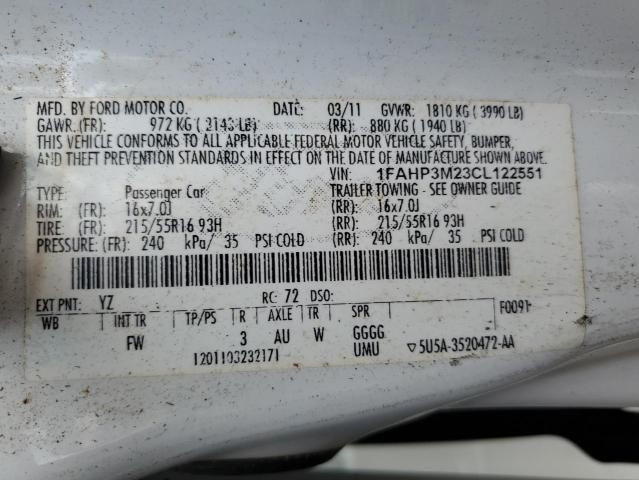 MFD. BY FORD MOTOR CO. DATE: 03/11 GVWR: 1810 KG ( 3990 LB)
GAWR: (FR): 972 KG ( 2143 LB) (RR): 880 KG ( 1940 LB)
THIS VEHICLE CONFORMS TO ALL APPLICABLE FEDERAL MOTOR VEHICLE SAFETY, BUMPER,
AND THEFT PREVENTION STANDARDS IN EFFECT ON THE DATE OF MANUFACTURE SHOWN ABOVE.
VIN: 1FAHP3M23CL122551
TYPE: Passenger Car TRAILER TOWING - SEE OWNER GUIDE
RIM: (FR): 16x7.0J (RR): 16x7.0J
TIRE: (FR): 215/55R16 93H (RR): 215/55R16 93H
PRESSURE: (FR): 240 kPa/ 35 PSI COLD (RR): 240 kPa/ 35 PSI COLD
EXT PNT: YZ RC: 72 DSO: F0091
WB INT TR TP/PS R AXLE TR SPR
FW 3 AU W GGGG
1201103232171 UMU ▽5U5A-3520472-AA